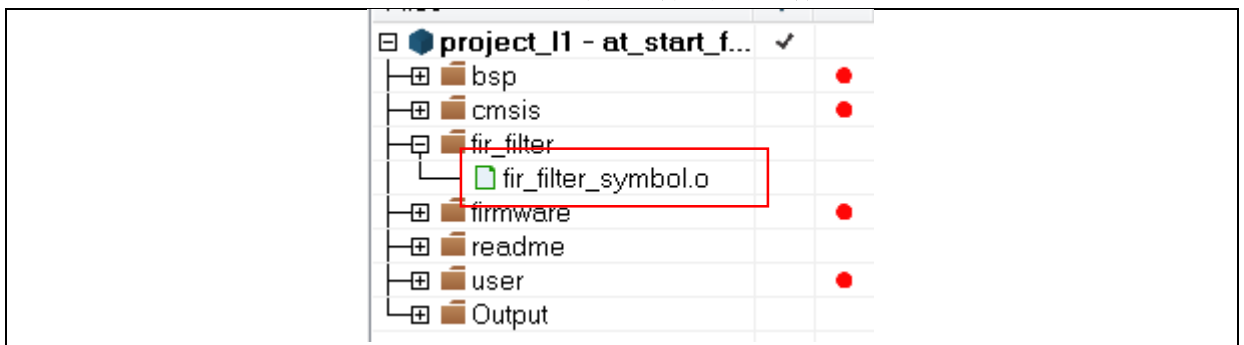 project_l1 - at_start_f...
bsp
cmsis
fir_filter
fir_filter_symbol.o
firmware
readme
user
Output